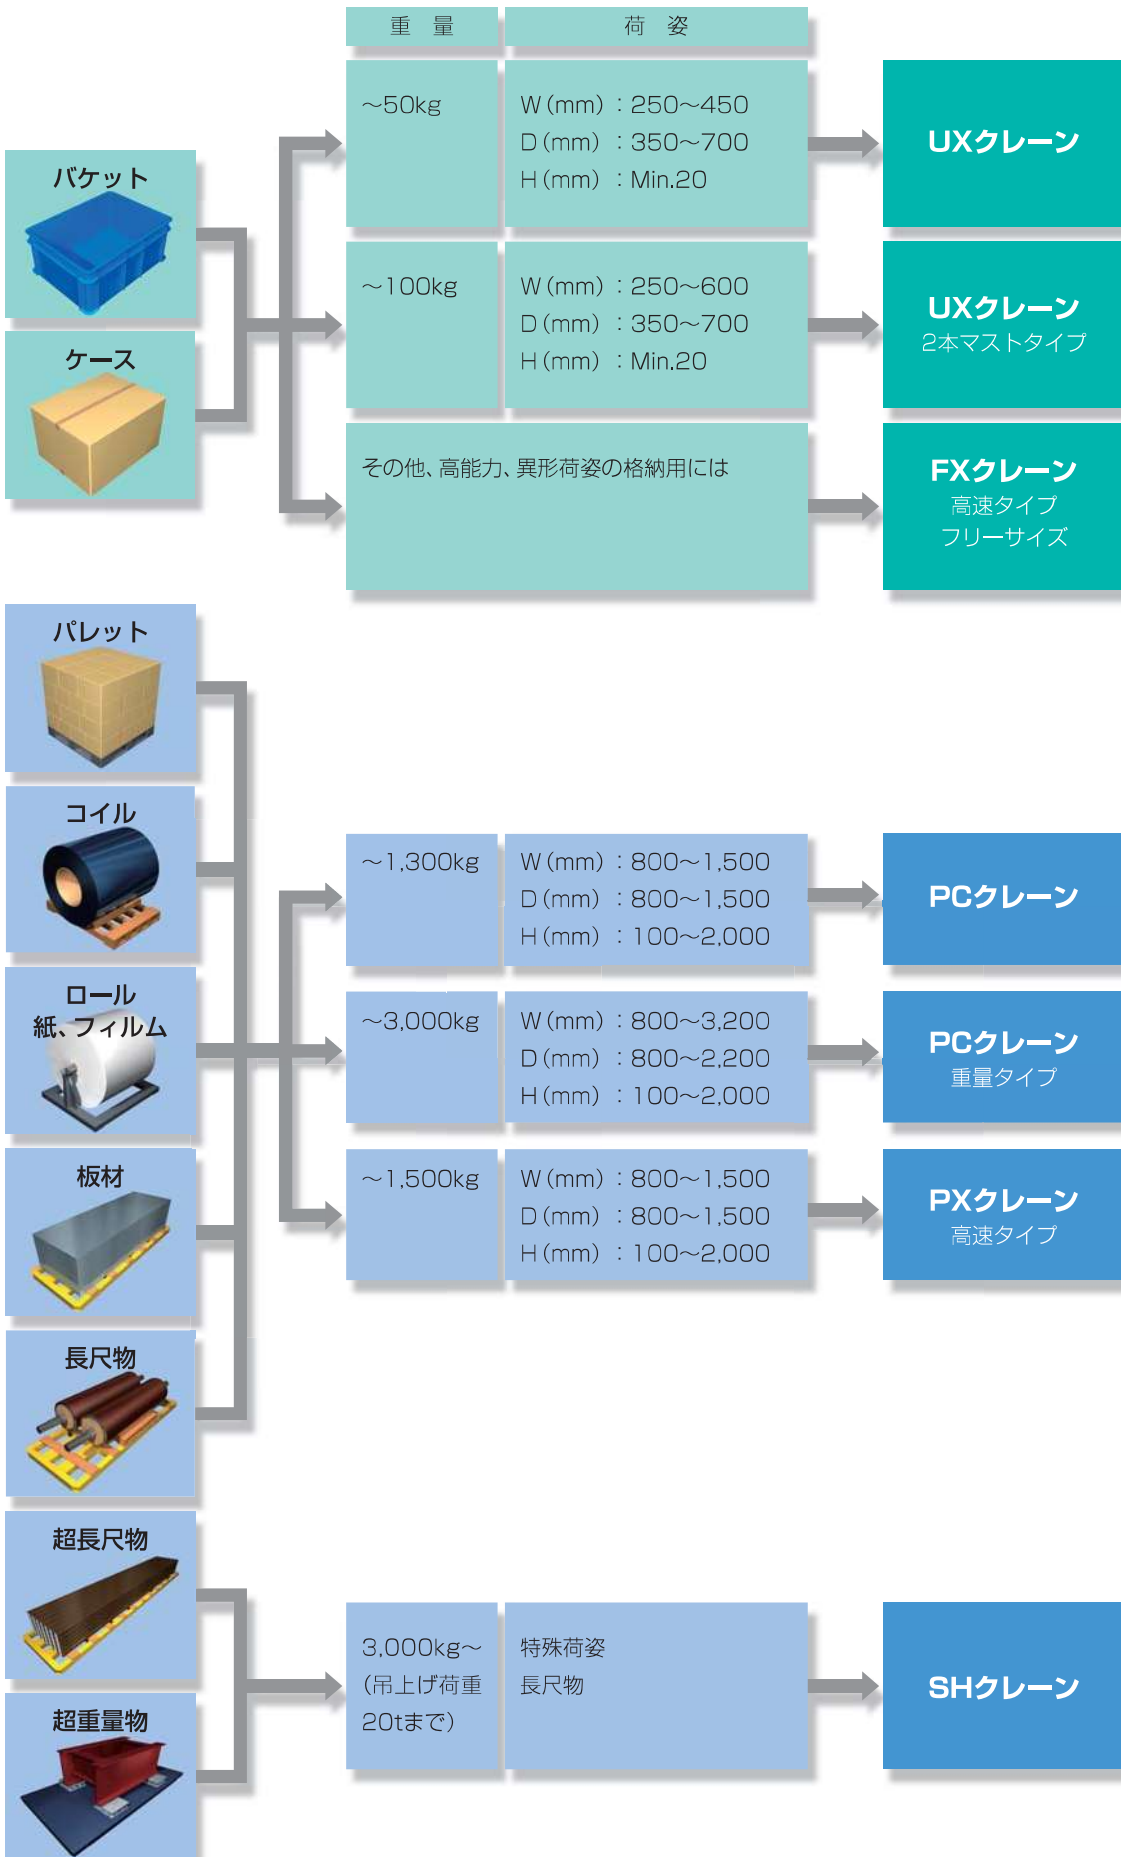 重 量
荷 姿
バケット
ケース
~50kg
W(mm):250~450
D(mm):350~700
H(mm):Min.20
UXクレーン
~100kg
W(mm):250~600
D(mm):350~700
H(mm):Min.20
UXクレーン
2本マストタイプ
その他、高能力、異形荷姿の格納用には
FXクレーン
高速タイプ
フリーサイズ
パレット
コイル
ロール
紙、フィルム
板材
長尺物
~1,300kg
W(mm):800~1,500
D(mm):800~1,500
H(mm):100~2,000
PCクレーン
~3,000kg
W(mm):800~3,200
D(mm):800~2,200
H(mm):100~2,000
PCクレーン
重量タイプ
~1,500kg
W(mm):800~1,500
D(mm):800~1,500
H(mm):100~2,000
PXクレーン
高速タイプ
超長尺物
超重量物
3,000kg~
(吊上げ荷重
20tまで)
特殊荷姿
長尺物
SHクレーン